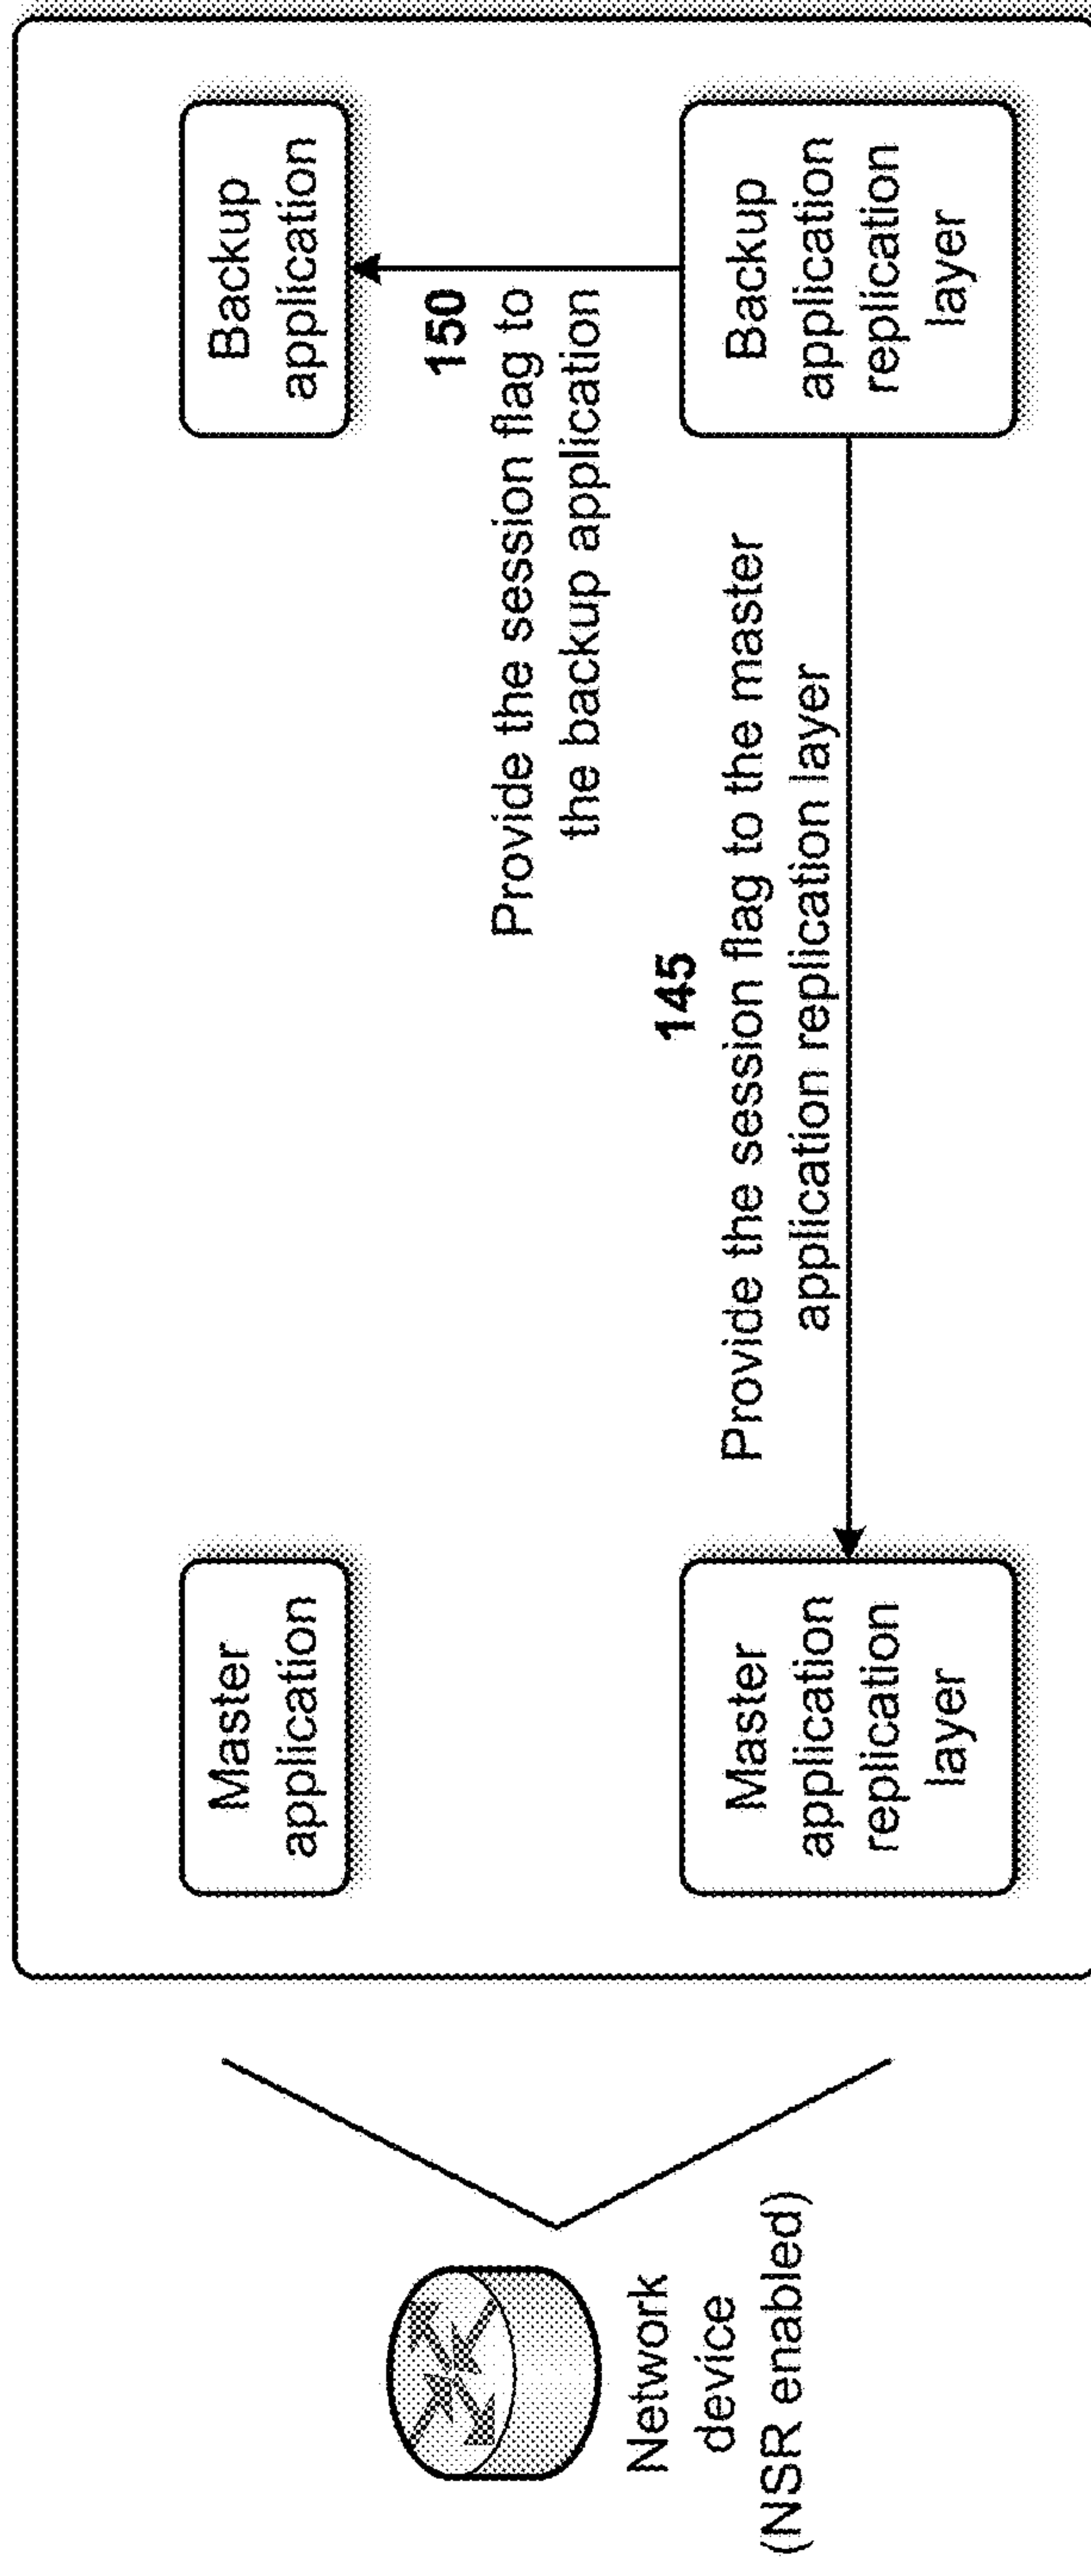 Network
device
(NSR enabled)
Master
application
Backup
application
150
Provide the session flag to
the backup application
145
Provide the session flag to the master
application replication layer
Master
application
replication
layer
Backup
application
replication
layer